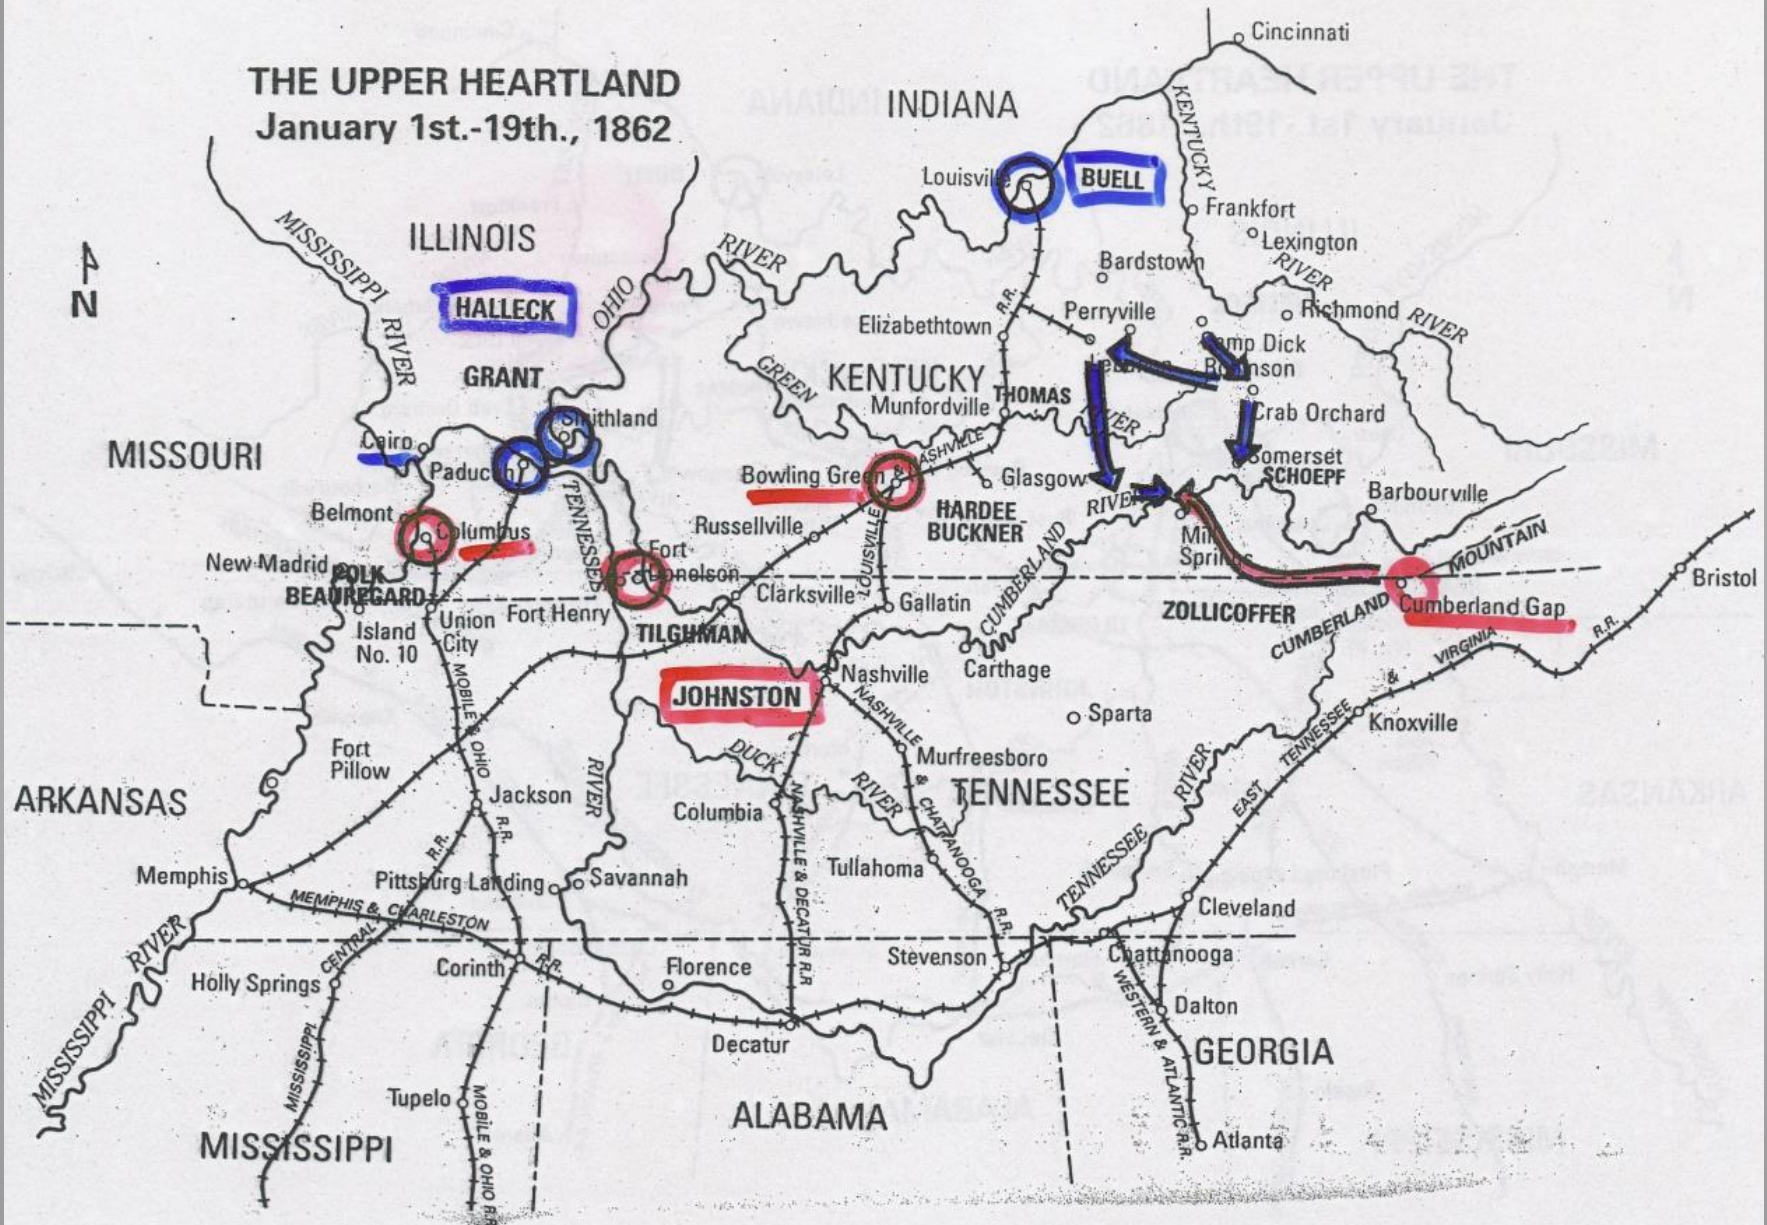 THE UPPER HEARTLAND
January 1st.-19th., 1862
Cincinnati
INDIANA
KENTUCKY
Louisville
BUELL
Frankfort
Lexington
RIVER
MISSISSIPPI
RIVER
ILLINOIS
HALLECK
OHIO
RIVER
Bardstown
N
Elizabethtown
R.R.
Perryville
Richmond
RIVER
Camp Dick
Robinson
GRANT
GREEN
RIVER
KENTUCKY
THOMAS
Munfordville
Lebanon
Crab Orchard
Smithland
MISSOURI
Cairo
Paducah
Bowling Green
NASHVILLE
&
LOUISVILLE
Glasgow
Somerset
SCHOEPF
Barbourville
Belmont
Columbus
TENNESSEE
RIVER
Russellville
HARDEE
BUCKNER
CUMBERLAND
RIVER
Mill
Springs
MOUNTAIN
CUMBERLAND
New Madrid
POLK
BEAUREGARD
Fort
Donelson
Fort Henry
Clarksville
Gallatin
ZOLLICOFFER
Cumberland Gap
Bristol
Island
No. 10
Union
City
TILGHMAN
JOHNSTON
Nashville
Carthage
Sparta
EAST
TENNESSEE
&
VIRGINIA
R.R.
Knoxville
MOBILE & OHIO
R.R.
Fort
Pillow
DUCK
RIVER
NASHVILLE
&
CHATTANOOGA
R.R.
Murfreesboro
TENNESSEE
ARKANSAS
Jackson
R.R.
Columbia
NASHVILLE & DECATUR R.R
Tullahoma
TENNESSEE
RIVER
Memphis
MEMPHIS & CHARLESTON
R.R.
Pittsburg Landing
Savannah
Cleveland
MISSISSIPPI
RIVER
MISSISSIPPI
CENTRAL
Holly Springs
Corinth
Florence
Stevenson
Chattanooga
Dalton
WESTERN & ATLANTIC R.R.
Decatur
GEORGIA
Tupelo
MOBILE & OHIO R.R
MISSISSIPPI
ALABAMA
Atlanta